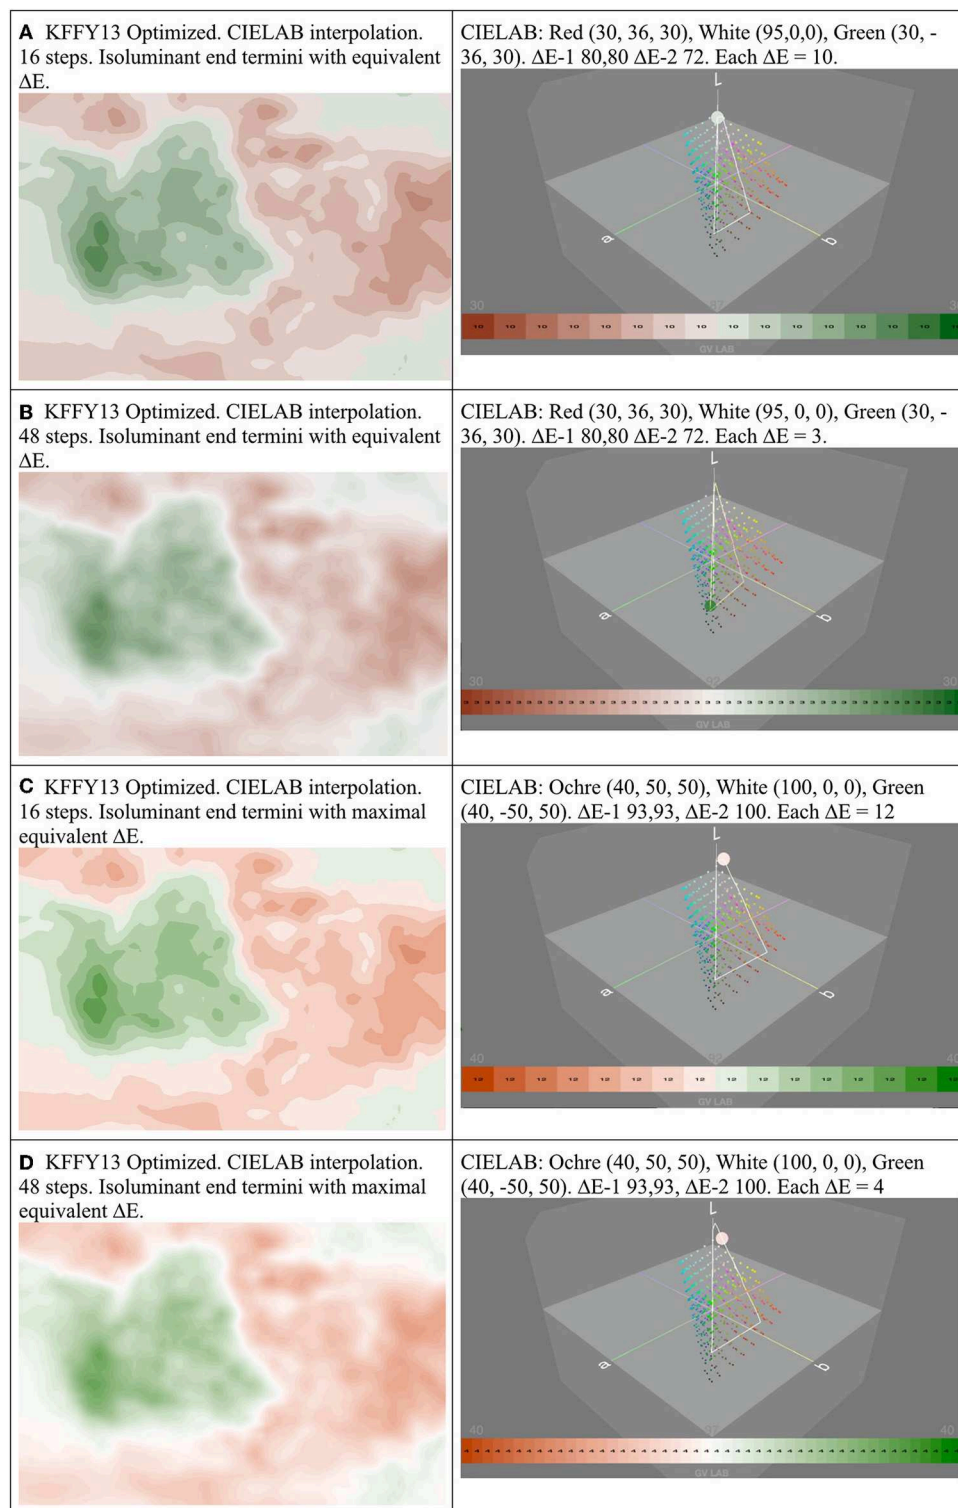 A KFFY13 Optimized. CIELAB interpolation.
16 steps. Isoluminant end termini with equivalent
ΔE.
CIELAB: Red (30, 36, 30), White (95,0,0), Green (30, -
36, 30). ΔE-1 80,80 ΔE-2 72. Each ΔE = 10.
L
a
b
30
10 10 10 10 10 10 10 10 10 10 10 10 10 10
GV LAB
B KFFY13 Optimized. CIELAB interpolation.
48 steps. Isoluminant end termini with equivalent
ΔE.
CIELAB: Red (30, 36, 30), White (95, 0, 0), Green (30, -
36, 30). ΔE-1 80,80 ΔE-2 72. Each ΔE = 3.
L
a
b
30 30
GV LAB
C KFFY13 Optimized. CIELAB interpolation.
16 steps. Isoluminant end termini with maximal
equivalent ΔE.
CIELAB: Ochre (40, 50, 50), White (100, 0, 0), Green
(40, -50, 50). ΔE-1 93,93, ΔE-2 100. Each ΔE = 12
L
a
b
40 40
12 12 12 12 12 12 12 12 12 12 12 12 12 12
GV LAB
D KFFY13 Optimized. CIELAB interpolation.
48 steps. Isoluminant end termini with maximal
equivalent ΔE.
CIELAB: Ochre (40, 50, 50), White (100, 0, 0), Green
(40, -50, 50). ΔE-1 93,93, ΔE-2 100. Each ΔE = 4
L
a
b
40 40
GV LAB